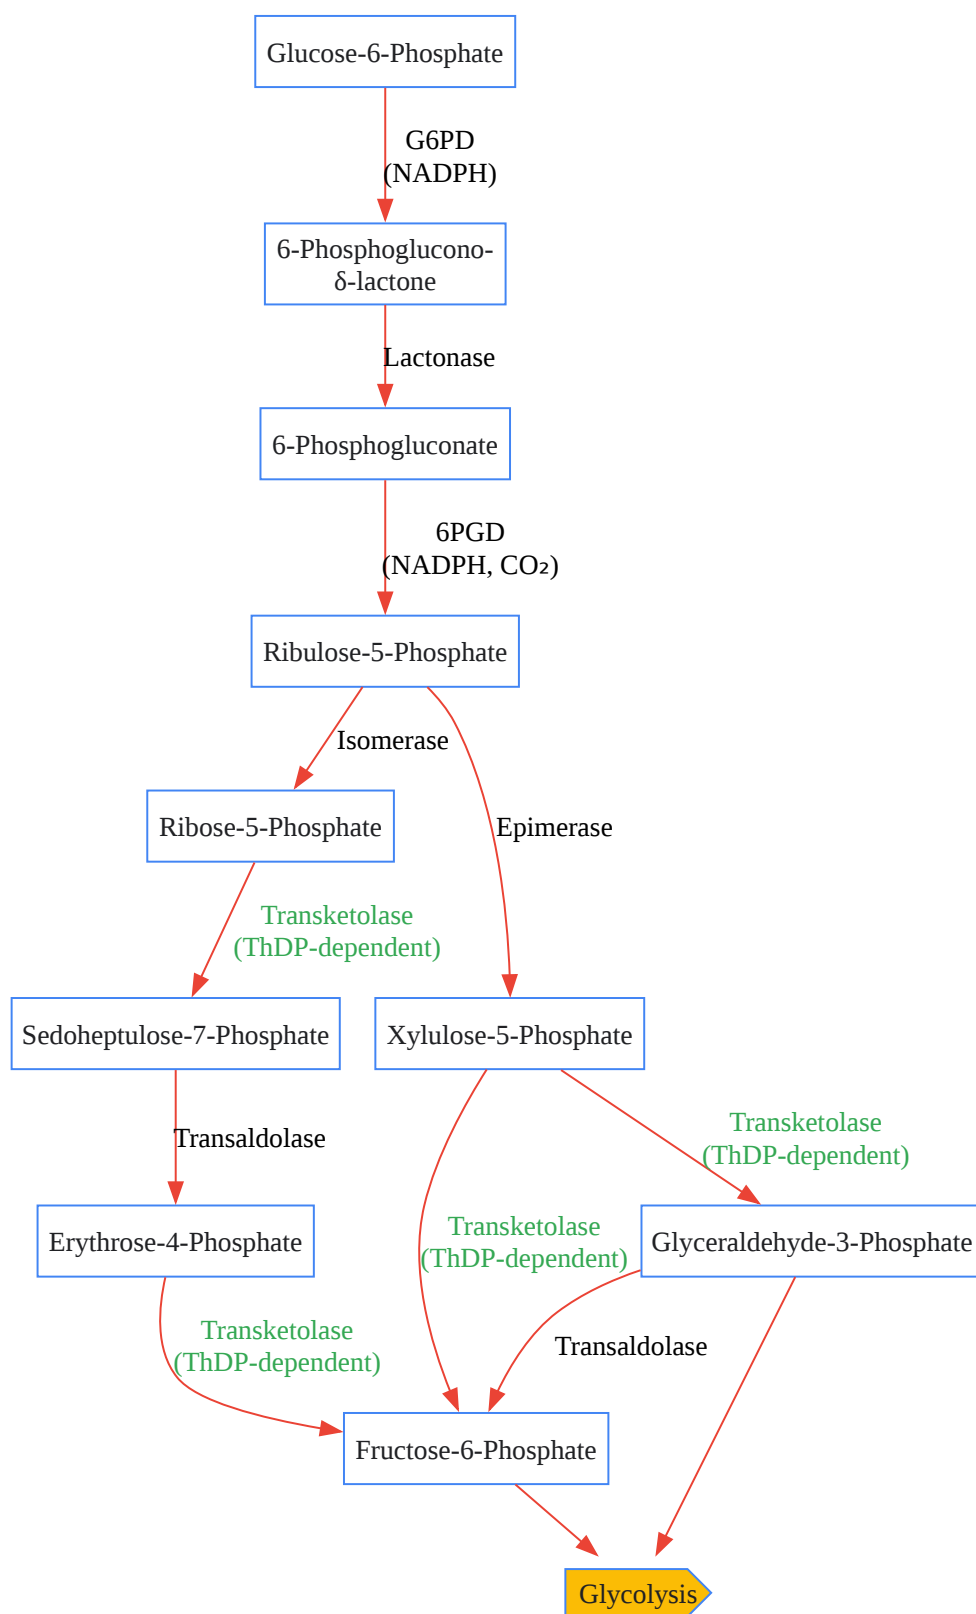 Glucose-6-Phosphate
G6PD
(NADPH)
6-Phosphoglucono-
δ-lactone
Lactonase
6-Phosphogluconate
6PGD
(NADPH, CO₂)
Ribulose-5-Phosphate
Isomerase
Ribose-5-Phosphate
Epimerase
Transketolase
(ThDP-dependent)
Sedoheptulose-7-Phosphate
Xylulose-5-Phosphate
Transaldolase
Transketolase
(ThDP-dependent)
Transketolase
(ThDP-dependent)
Erythrose-4-Phosphate
Glyceraldehyde-3-Phosphate
Transketolase
(ThDP-dependent)
Transaldolase
Fructose-6-Phosphate
Glycolysis